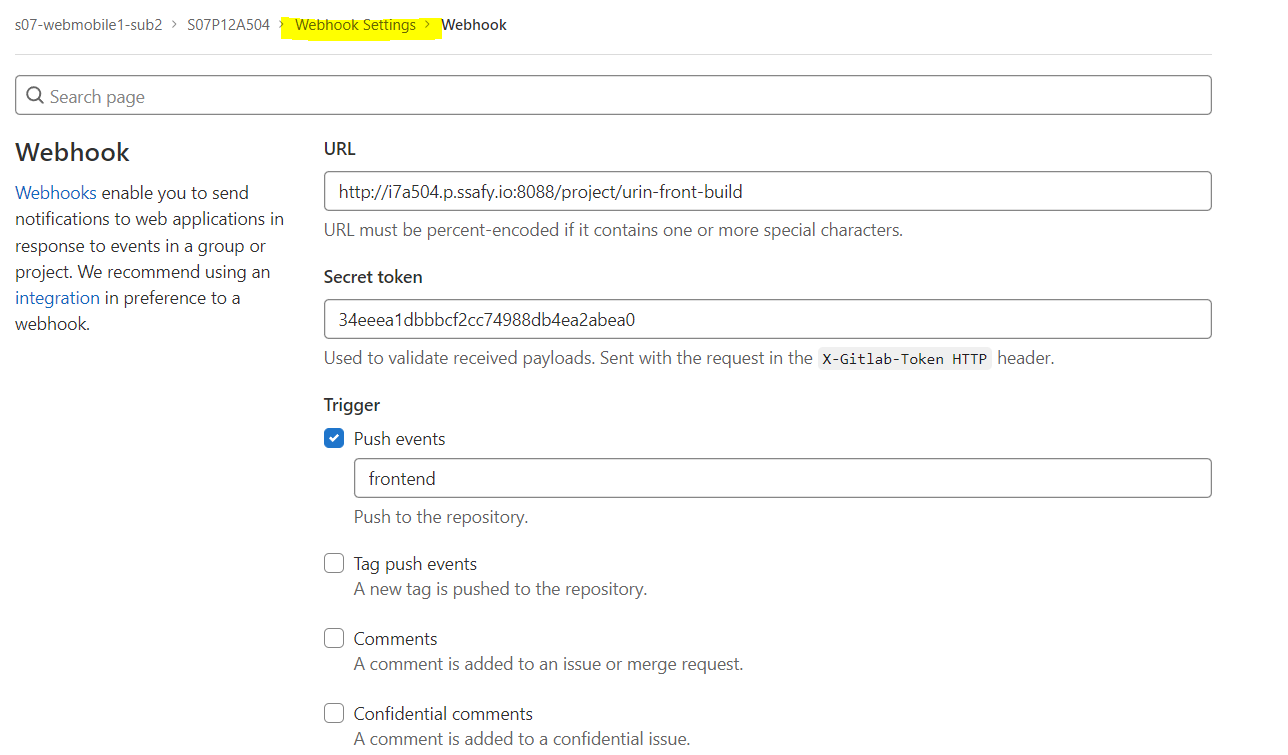 s07-webmobile1-sub2 > S07P12A504 > Webhook Settings > Webhook
Search page
Webhook
Webhooks enable you to send
notifications to web applications in
response to events in a group or
project. We recommend using an
integration in preference to a
webhook.
URL
http://i7a504.p.ssafy.io:8088/project/urin-front-build
URL must be percent-encoded if it contains one or more special characters.
Secret token
34eeea1dbbbcf2cc74988db4ea2abea0
Used to validate received payloads. Sent with the request in the X-Gitlab-Token HTTP header.
Trigger
Push events
frontend
Push to the repository.
Tag push events
A new tag is pushed to the repository.
Comments
A comment is added to an issue or merge request.
Confidential comments
A comment is added to a confidential issue.